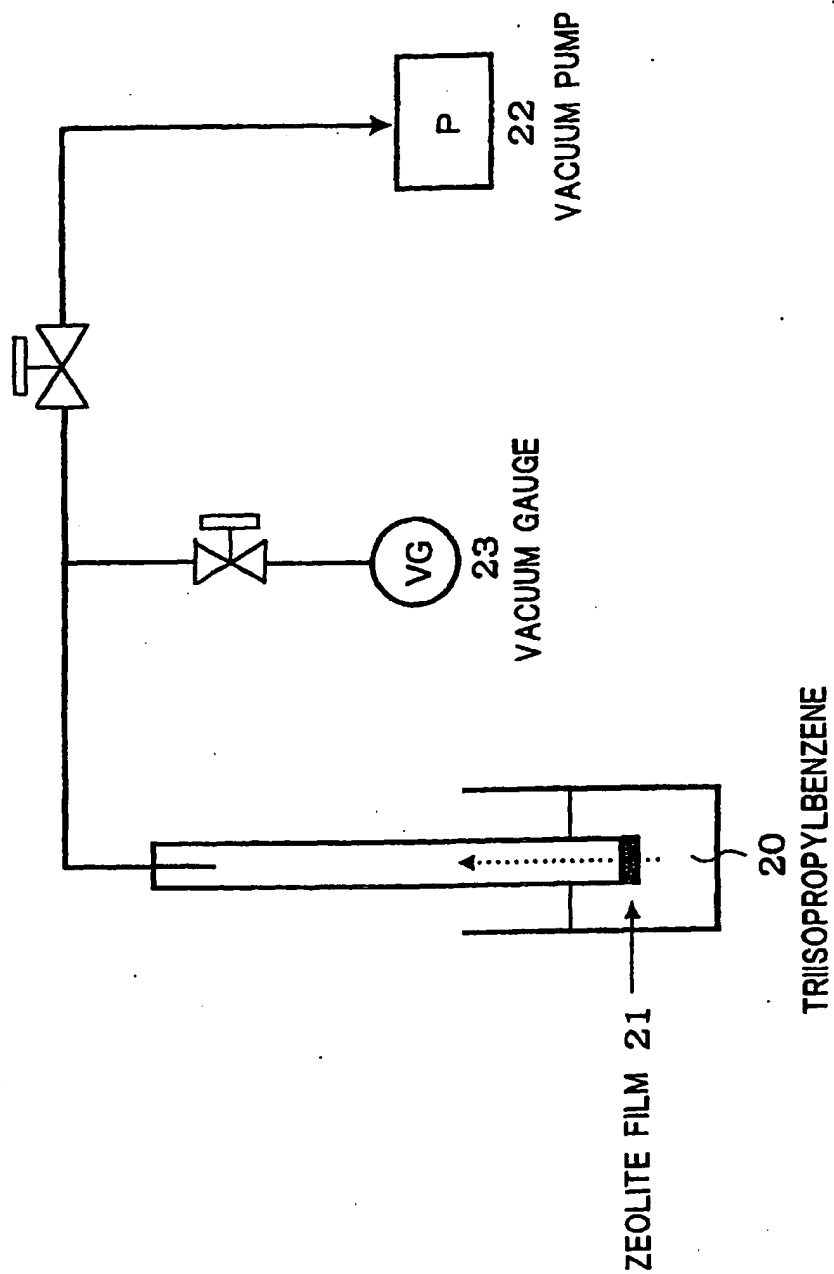 P
22
VACUUM PUMP
VG
23
VACUUM GAUGE
ZEOLITE FILM 21
20
TRIISOPROPYLBENZENE